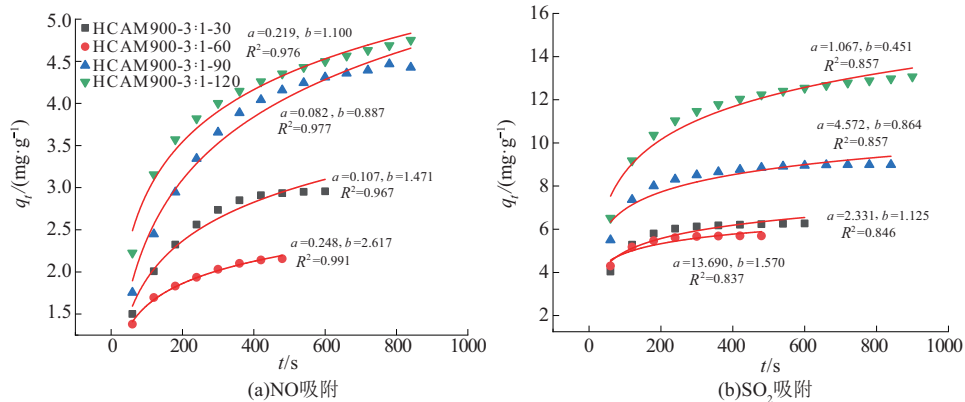 5.0
4.5
4.0
3.5
3.0
2.5
2.0
1.5
qt/(mg·g⁻¹)
HCAM900-3∶1-30
HCAM900-3∶1-60
HCAM900-3∶1-90
HCAM900-3∶1-120
a=0.219, b=1.100
R²=0.976
a=0.082, b=0.887
R²=0.977
a=0.107, b=1.471
R²=0.967
a=0.248, b=2.617
R²=0.991
0 200 400 600 800 1000
t/s
(a)NO吸附
16
14
12
10
8
6
4
2
qt/(mg·g⁻¹)
a=1.067, b=0.451
R²=0.857
a=4.572, b=0.864
R²=0.857
a=2.331, b=1.125
R²=0.846
a=13.690, b=1.570
R²=0.837
0 200 400 600 800 1000
t/s
(b)SO₂吸附